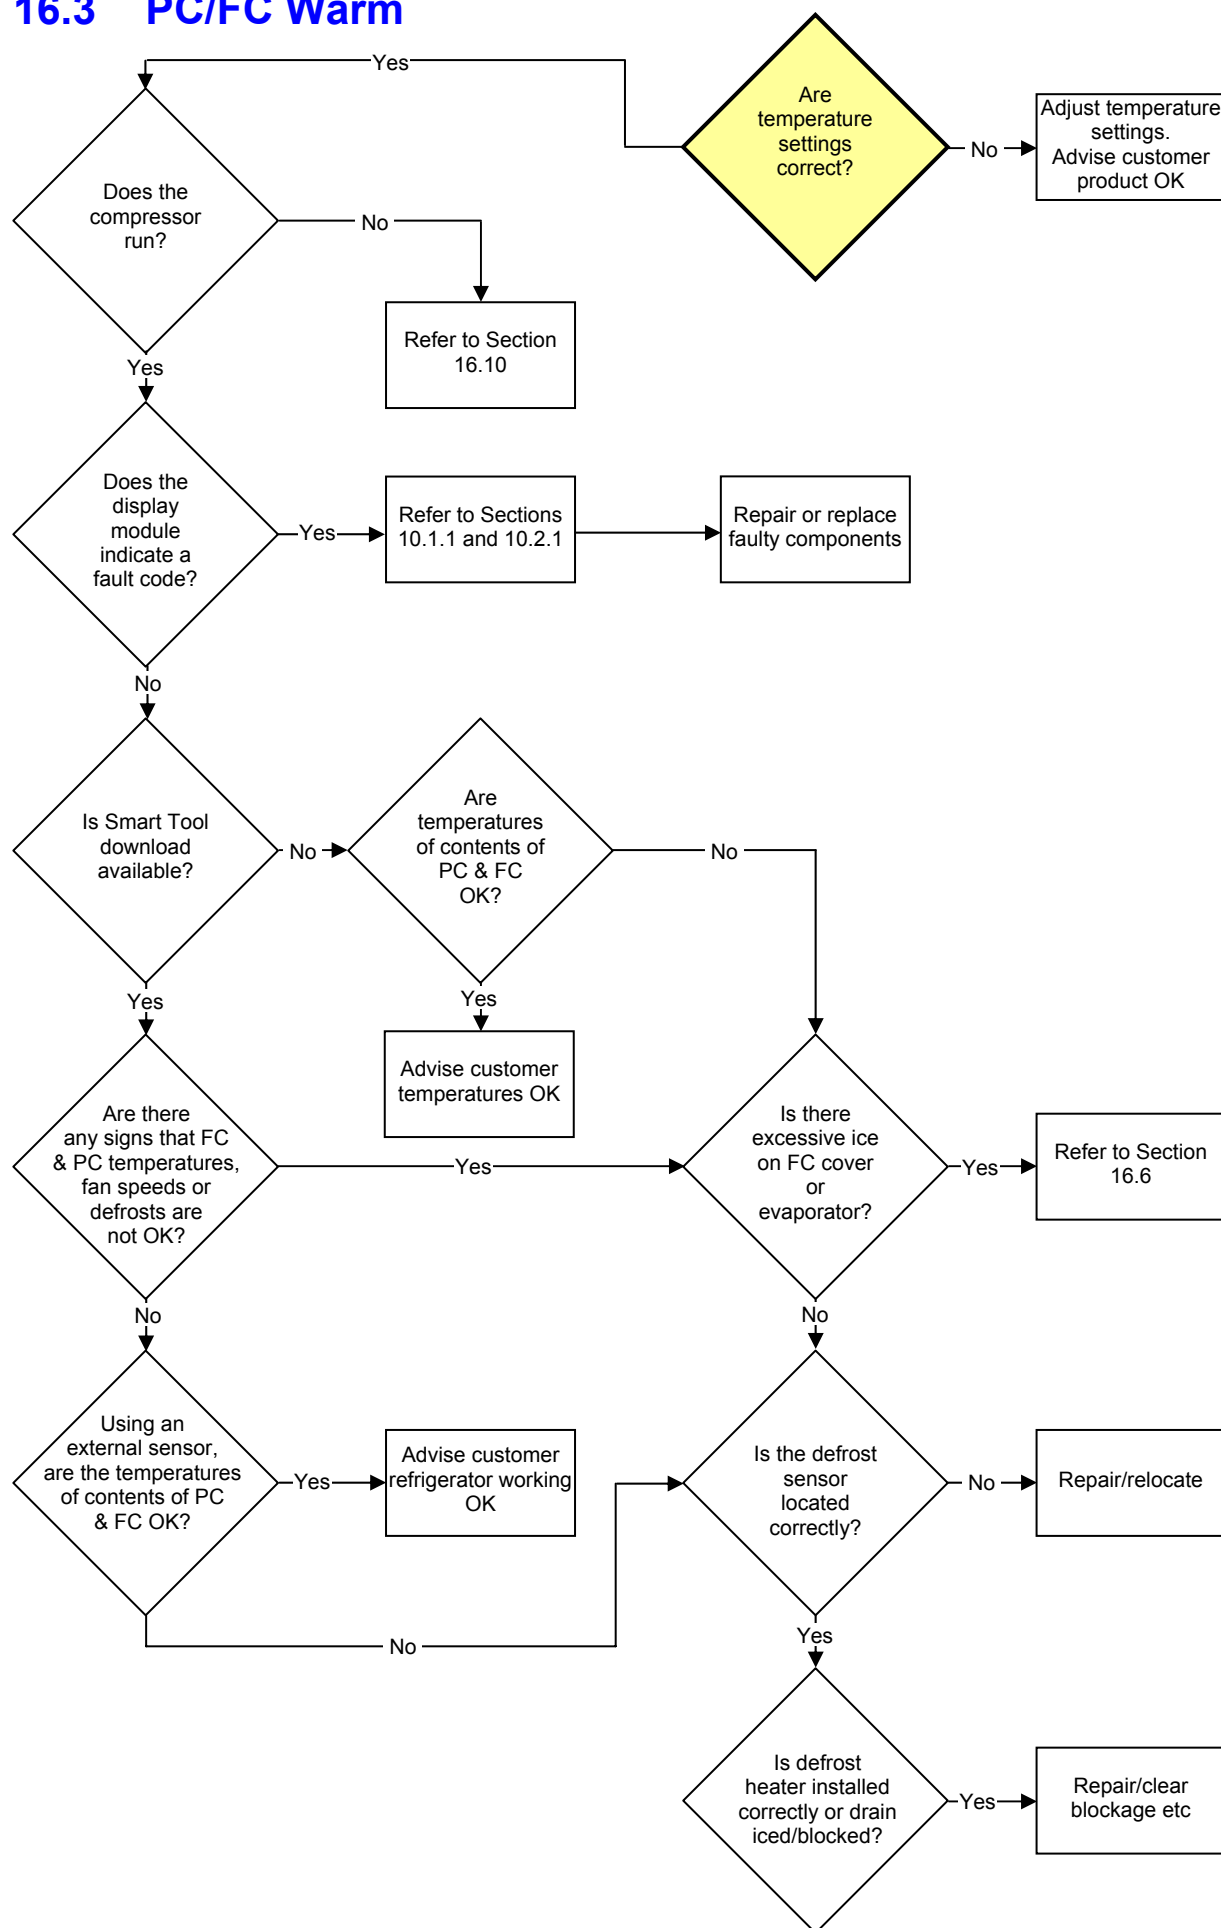 16.3 PC/FC Warm
Yes
Are
temperature
settings
correct?
No
Adjust temperature
settings.
Advise customer
product OK
Does the
compressor
run?
No
Refer to Section
16.10
Yes
Does the
display
module
indicate a
fault code?
Yes
Refer to Sections
10.1.1 and 10.2.1
Repair or replace
faulty components
No
Is Smart Tool
download
available?
No
Are
temperatures
of contents of
PC & FC
OK?
No
Yes
Yes
Advise customer
temperatures OK
Are there
any signs that FC
& PC temperatures,
fan speeds or
defrosts are
not OK?
Yes
Is there
excessive ice
on FC cover
or
evaporator?
Yes
Refer to Section
16.6
No
No
Using an
external sensor,
are the temperatures
of contents of PC
& FC OK?
Yes
Advise customer
refrigerator working
OK
Is the defrost
sensor
located
correctly?
No
Repair/relocate
No
Yes
Is defrost
heater installed
correctly or drain
iced/blocked?
Yes
Repair/clear
blockage etc